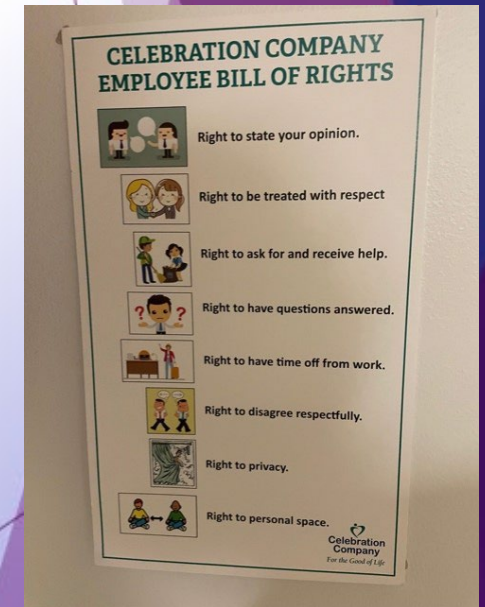 CELEBRATION COMPANY
EMPLOYEE BILL OF RIGHTS
Right to state your opinion.
Right to be treated with respect
Right to ask for and receive help.
? ?
Right to have questions answered.
Right to have time off from work.
Right to disagree respectfully.
Right to privacy.
Right to personal space.
Celebration
Company
For the Good of Life